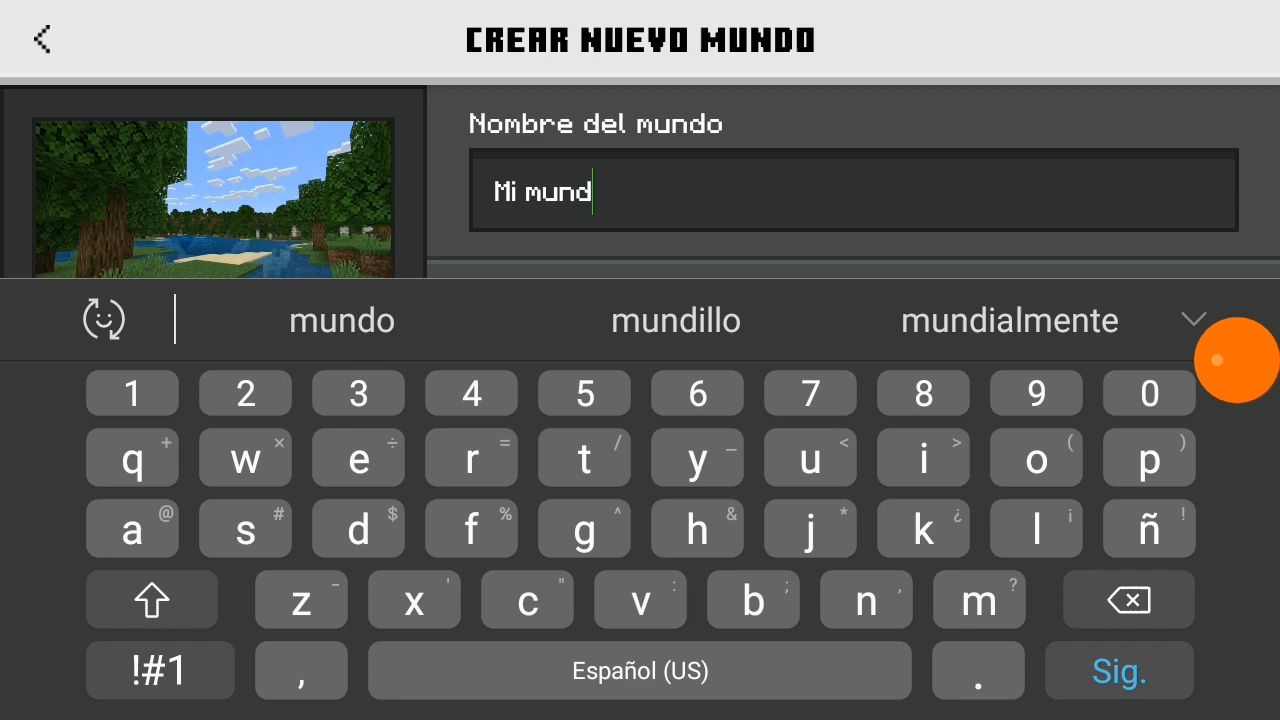 CREAR NUEVO MUNDO
Nombre del mundo
Mi mund
mundo mundillo mundialmente
1 2 3 4 5 6 7 8 9 0
q + w × e ÷ r = t / y _ u < i > o ( p )
a @ s # d $ f % g ^ h & j * k ¿ l ¡ ñ !
z - x ' c " v : b ; n , m ?
!#1 , Español (US) . Sig.